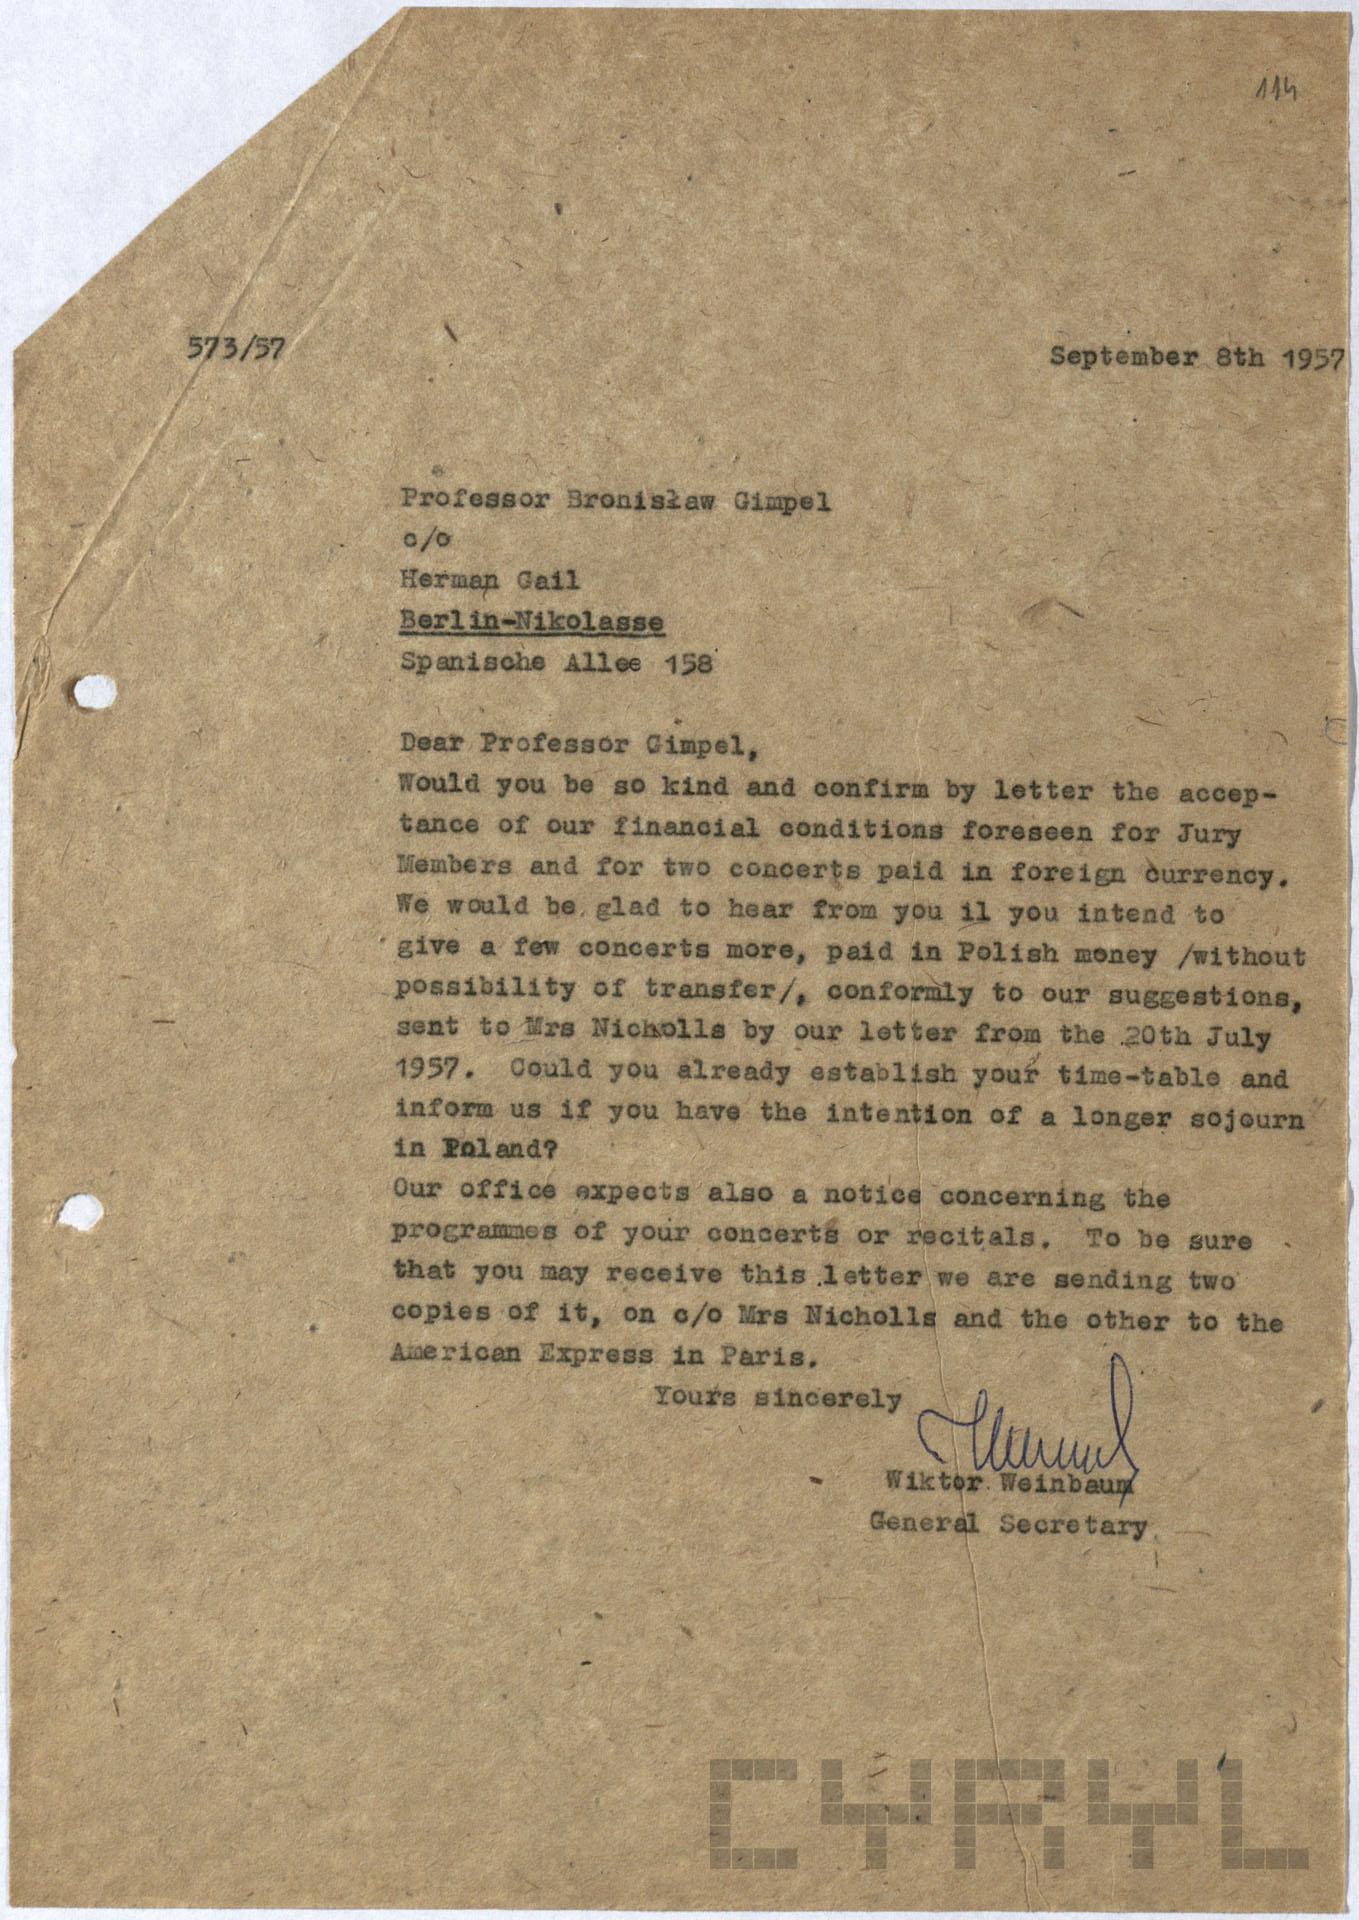 114
573/57
September 8th 1957
Professor Bronisław Gimpel
c/o
Herman Gail
Berlin-Nikolasse
Spanische Allee 158
Dear Professor Gimpel,
Would you be so kind and confirm by letter the accep-
tance of our financial conditions foreseen for Jury
Members and for two concerts paid in foreign currency.
We would be glad to hear from you il you intend to
give a few concerts more, paid in Polish money /without
possibility of transfer/, conformly to our suggestions,
sent to Mrs Nicholls by our letter from the 20th July
1957. Could you already establish your time-table and
inform us if you have the intention of a longer sojourn
in Poland?
Our office expects also a notice concerning the
programmes of your concerts or recitals. To be sure
that you may receive this letter we are sending two
copies of it, on c/o Mrs Nicholls and the other to the
American Express in Paris.
Yours sincerely
Wiktor Weinbaum
General Secretary
CYRYL